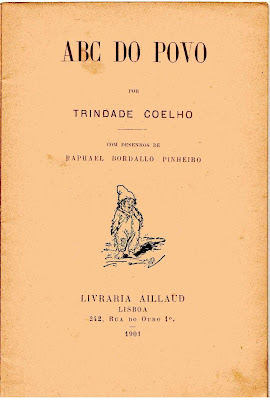 ABC DO POVO
POR
TRINDADE COELHO
COM DESENHOS DE
RAPHAEL BORDALLO PINHEIRO
LIVRARIA AILLAUD
LISBOA
242, RUA DO OURO 1º.
1901